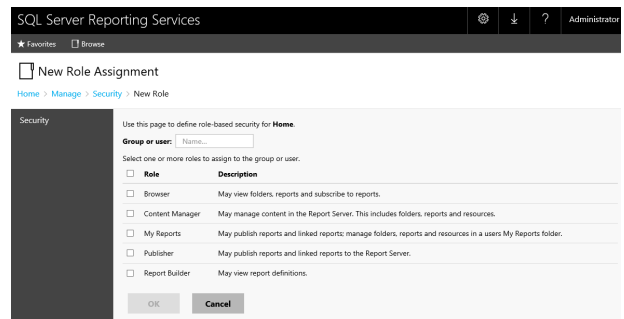 SQL Server Reporting Services
? Administrator
Favorites Browse
New Role Assignment
Home > Manage > Security > New Role
Security
Use this page to define role-based security for Home.
Group or user: Name...
Select one or more roles to assign to the group or user.
Role Description
Browser May view folders, reports and subscribe to reports.
Content Manager May manage content in the Report Server. This includes folders, reports and resources.
My Reports May publish reports and linked reports; manage folders, reports and resources in a users My Reports folder.
Publisher May publish reports and linked reports to the Report Server.
Report Builder May view report definitions.
OK Cancel